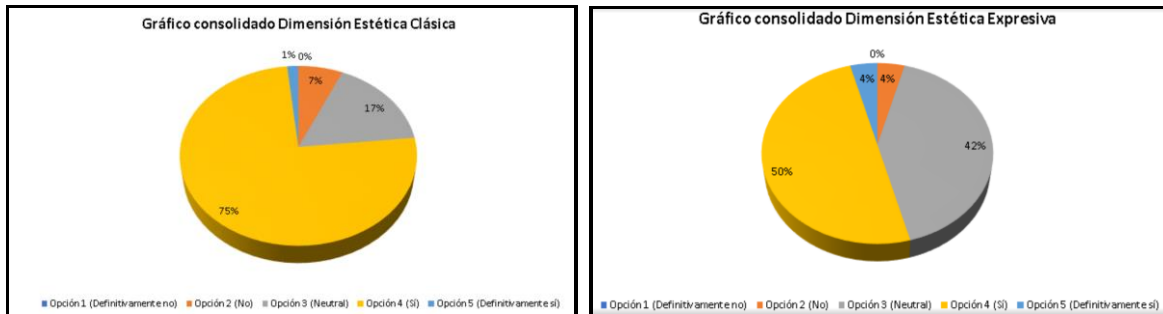 Gráfico consolidado Dimensión Estética Clásica
1% 0%
7%
17%
75%
Opción 1 (Definitivamente no) Opción 2 (No) Opción 3 (Neutral) Opción 4 (Sí) Opción 5 (Definitivamente sí)
Gráfico consolidado Dimensión Estética Expresiva
0%
4% 4%
42%
50%
Opción 1 (Definitivamente no) Opción 2 (No) Opción 3 (Neutral) Opción 4 (Sí) Opción 5 (Definitivamente sí)